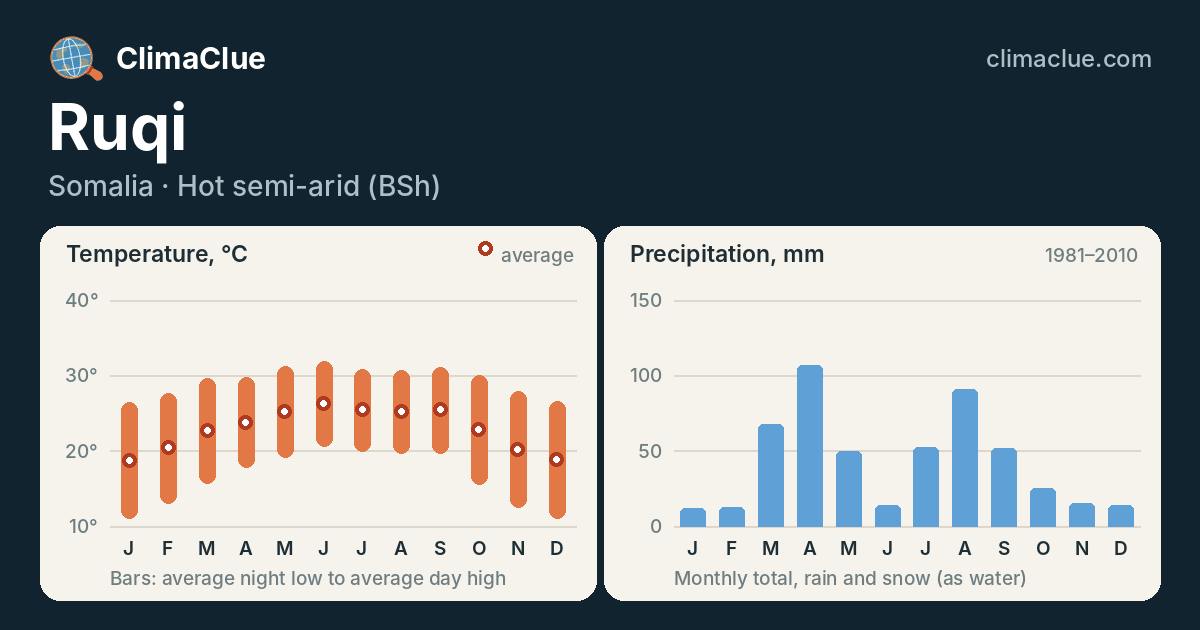 ClimaClue
climaclue.com
Ruqi
Somalia · Hot semi-arid (BSh)
Temperature, °C
average
40°
30°
20°
10°
J F M A M J J A S O N D
Bars: average night low to average day high
Precipitation, mm
1981–2010
150
100
50
0
J F M A M J J A S O N D
Monthly total, rain and snow (as water)